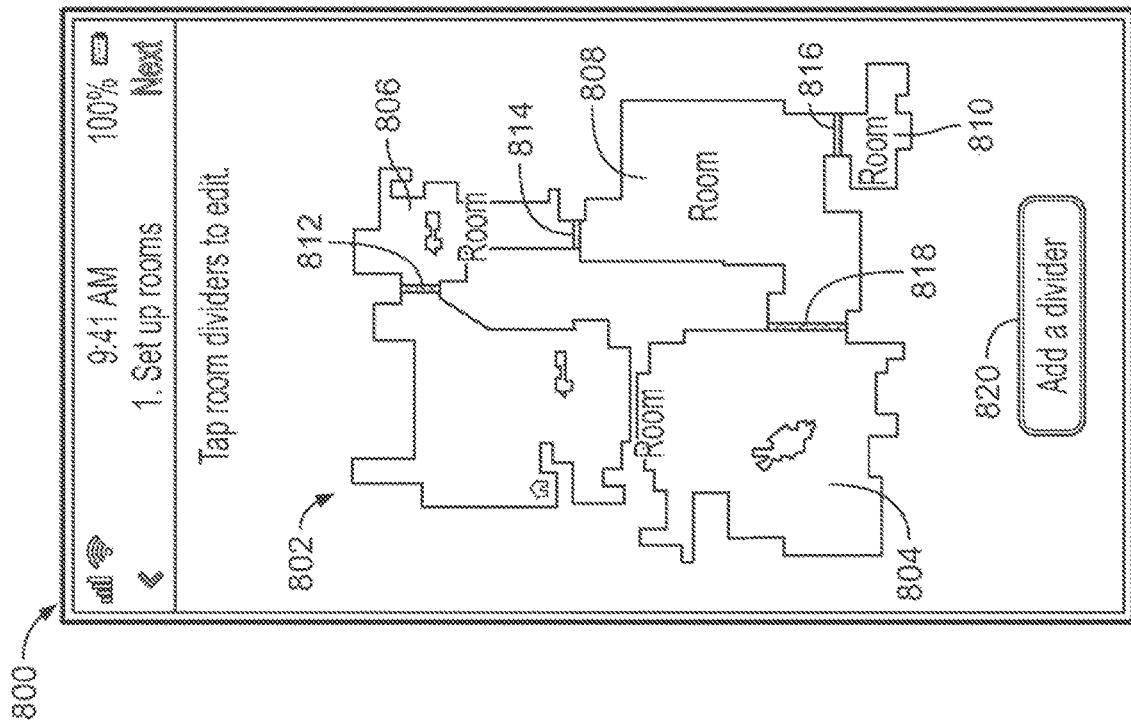 800
9:41 AM
100%
1. Set up rooms
Next
Tap room dividers to edit.
802
812
806
Room
814
808
Room
Room
816
Room
810
818
804
820
Add a divider